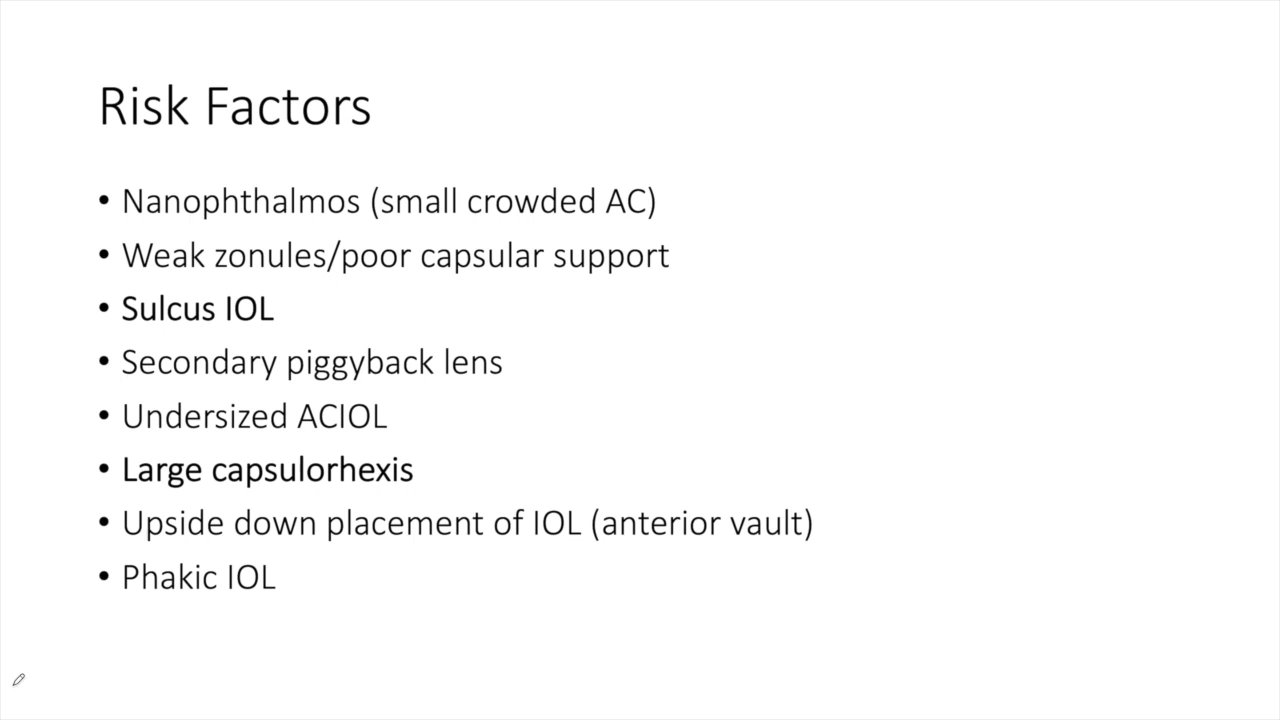 Risk Factors
• Nanophthalmos (small crowded AC)
• Weak zonules/poor capsular support
• Sulcus IOL
• Secondary piggyback lens
• Undersized ACIOL
• Large capsulorhexis
• Upside down placement of IOL (anterior vault)
• Phakic IOL